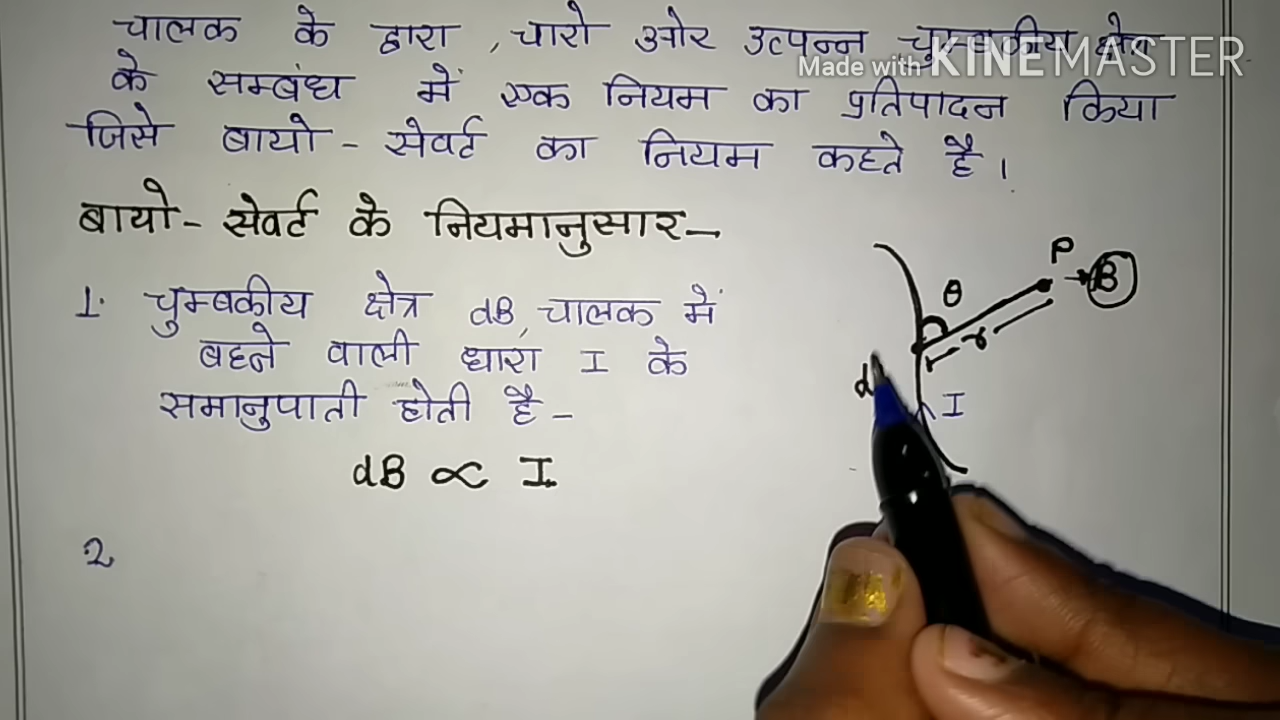 चालक के द्वारा, चारो ओर उत्पन्न चुम्बकीय क्षेत्र
Made with KINEMASTER
के सम्बंध में एक नियम का प्रतिपादन किया
जिसे बायो - सेवर्ट का नियम कहते है।
बायो - सेवर्ट के नियमानुसार -
1. चुम्बकीय क्षेत्र dB, चालक में
बहने वाली धारा I के
समानुपाती होती है -
dB ∝ I
2
P
B
θ
r
d
I